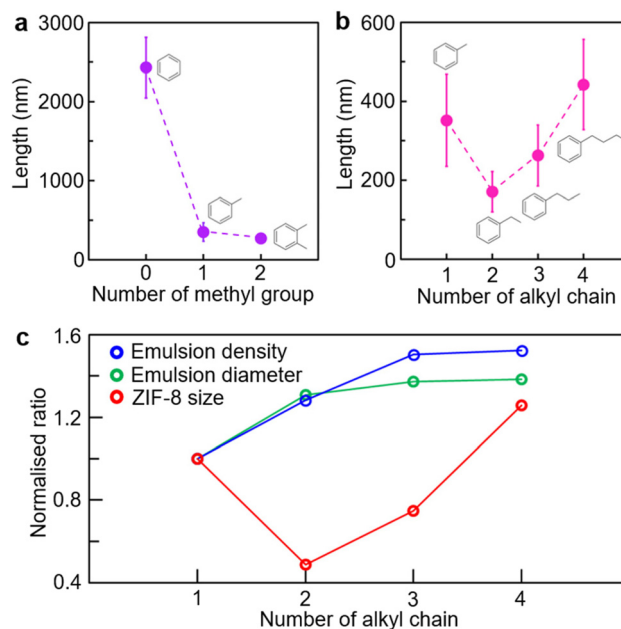 a
3000
2000
1000
0
Length (nm)
0 1 2
Number of methyl group
b
600
400
200
0
Length (nm)
1 2 3 4
Number of alkyl chain
c
1.6
1.2
0.8
0.4
Normalised ratio
Emulsion density
Emulsion diameter
ZIF-8 size
1 2 3 4
Number of alkyl chain